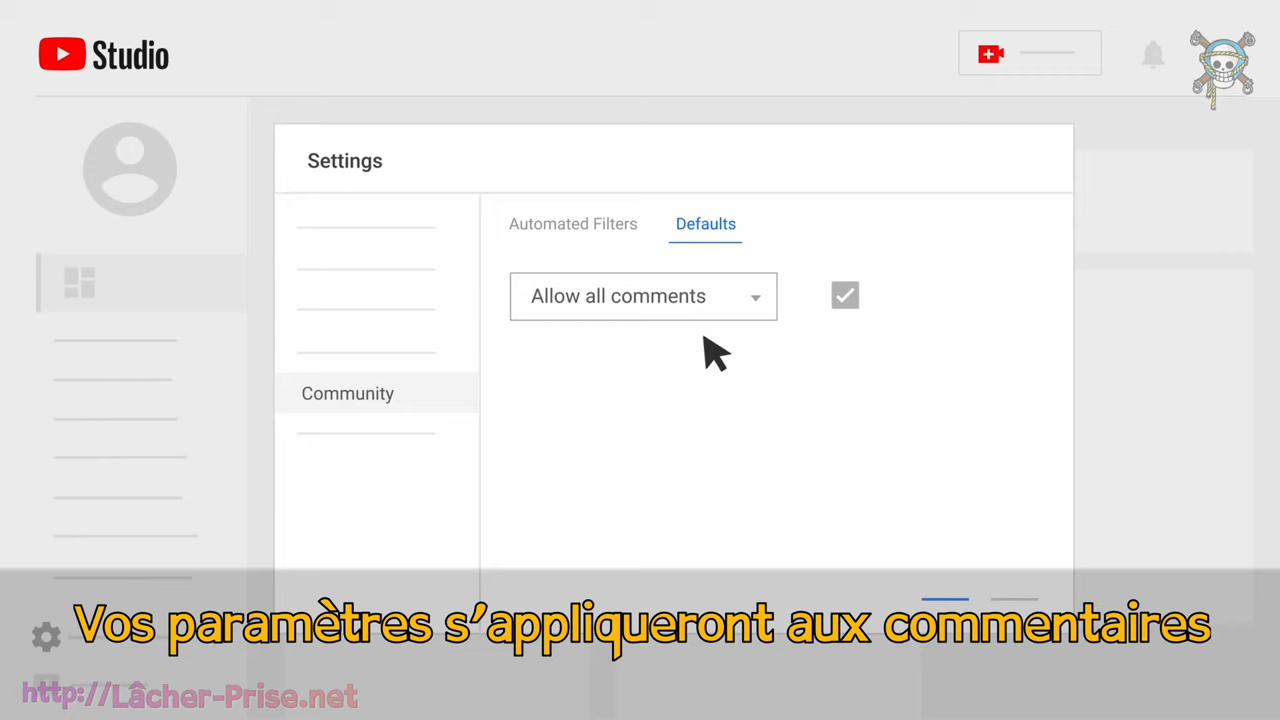 Studio
Settings
Automated Filters
Defaults
Allow all comments
Community
Vos paramètres s’appliqueront aux commentaires
http://Lâcher-Prise.net